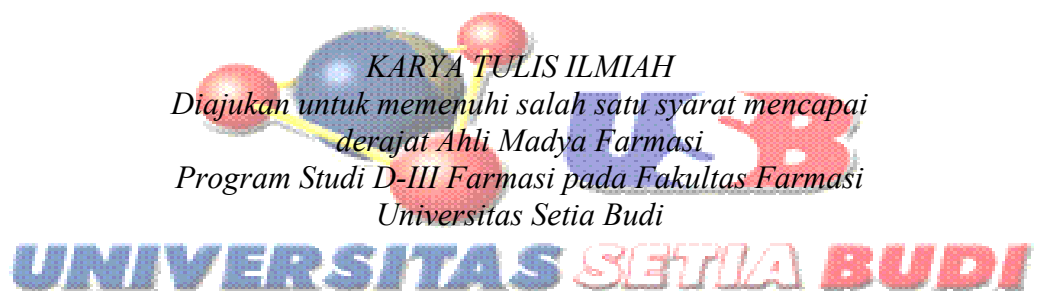 KARYA TULIS ILMIAH
Diajukan untuk memenuhi salah satu syarat mencapai
derajat Ahli Madya Farmasi
Program Studi D-III Farmasi pada Fakultas Farmasi
Universitas Setia Budi
USB
UNIVERSITAS SETIA BUDI